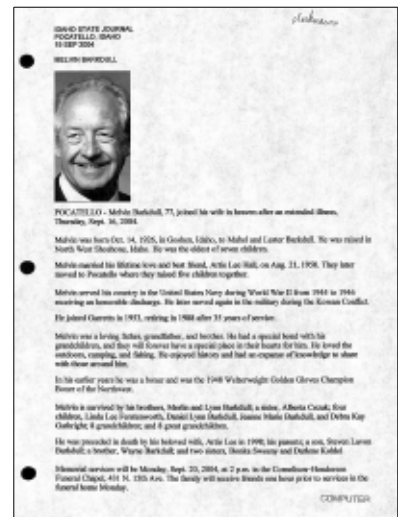 IDAHO STATE JOURNAL
POCATELLO, IDAHO
19 SEP 2004
MELVIN BARKDULL
POCATELLO - Melvin Barkdull, 77, joined his wife in heaven after an extended illness,
Thursday, Sept. 16, 2004.
Melvin was born Oct. 14, 1926, in Goshen, Idaho, to Mabel and Lester Barkdull. He was raised in
North West Shoshone, Idaho. He was the oldest of seven children.
Melvin married his lifetime love and best friend, Artis Lee Hall, on Aug. 21, 1950. They later
moved to Pocatello where they raised five children together.
Melvin served his country in the United States Navy during World War II from 1944 to 1946
receiving an honorable discharge. He later served again in the military during the Korean Conflict.
He joined Garretts in 1953, retiring in 1988 after 35 years of service.
Melvin was a loving father, grandfather, and brother. He had a special bond with his
grandchildren, and they will forever have a special place in their hearts for him. He loved the
outdoors, camping, and fishing. He enjoyed history and had an expanse of knowledge to share
with those around him.
In his earlier years he was a boxer and was the 1948 Welterweight Golden Gloves Champion
Boxer of the Northwest.
Melvin is survived by his brothers, Merlin and Lynn Barkdull; a sister, Alberta; four
children, Linda Lee, Daniel Lynn Barkdull, Jeanne Marie Barkdull, and Debra Kay
8 grandchildren; and 6 great grandchildren.
He was preceded in death by his beloved wife, Artis Lee in 1998; his parents; a son, Steven Lavon
Barkdull; a brother, Wayne Barkdull; and two sisters, Bonita Sweeny and Darlene
Memorial services will be Monday, Sept. 20, 2004, at 2 p.m. in the Cornelison-Henderson
Funeral Chapel, 431 N. 15th Ave. The family will receive friends one hour prior to services in the
funeral home Monday.
COMPUTER